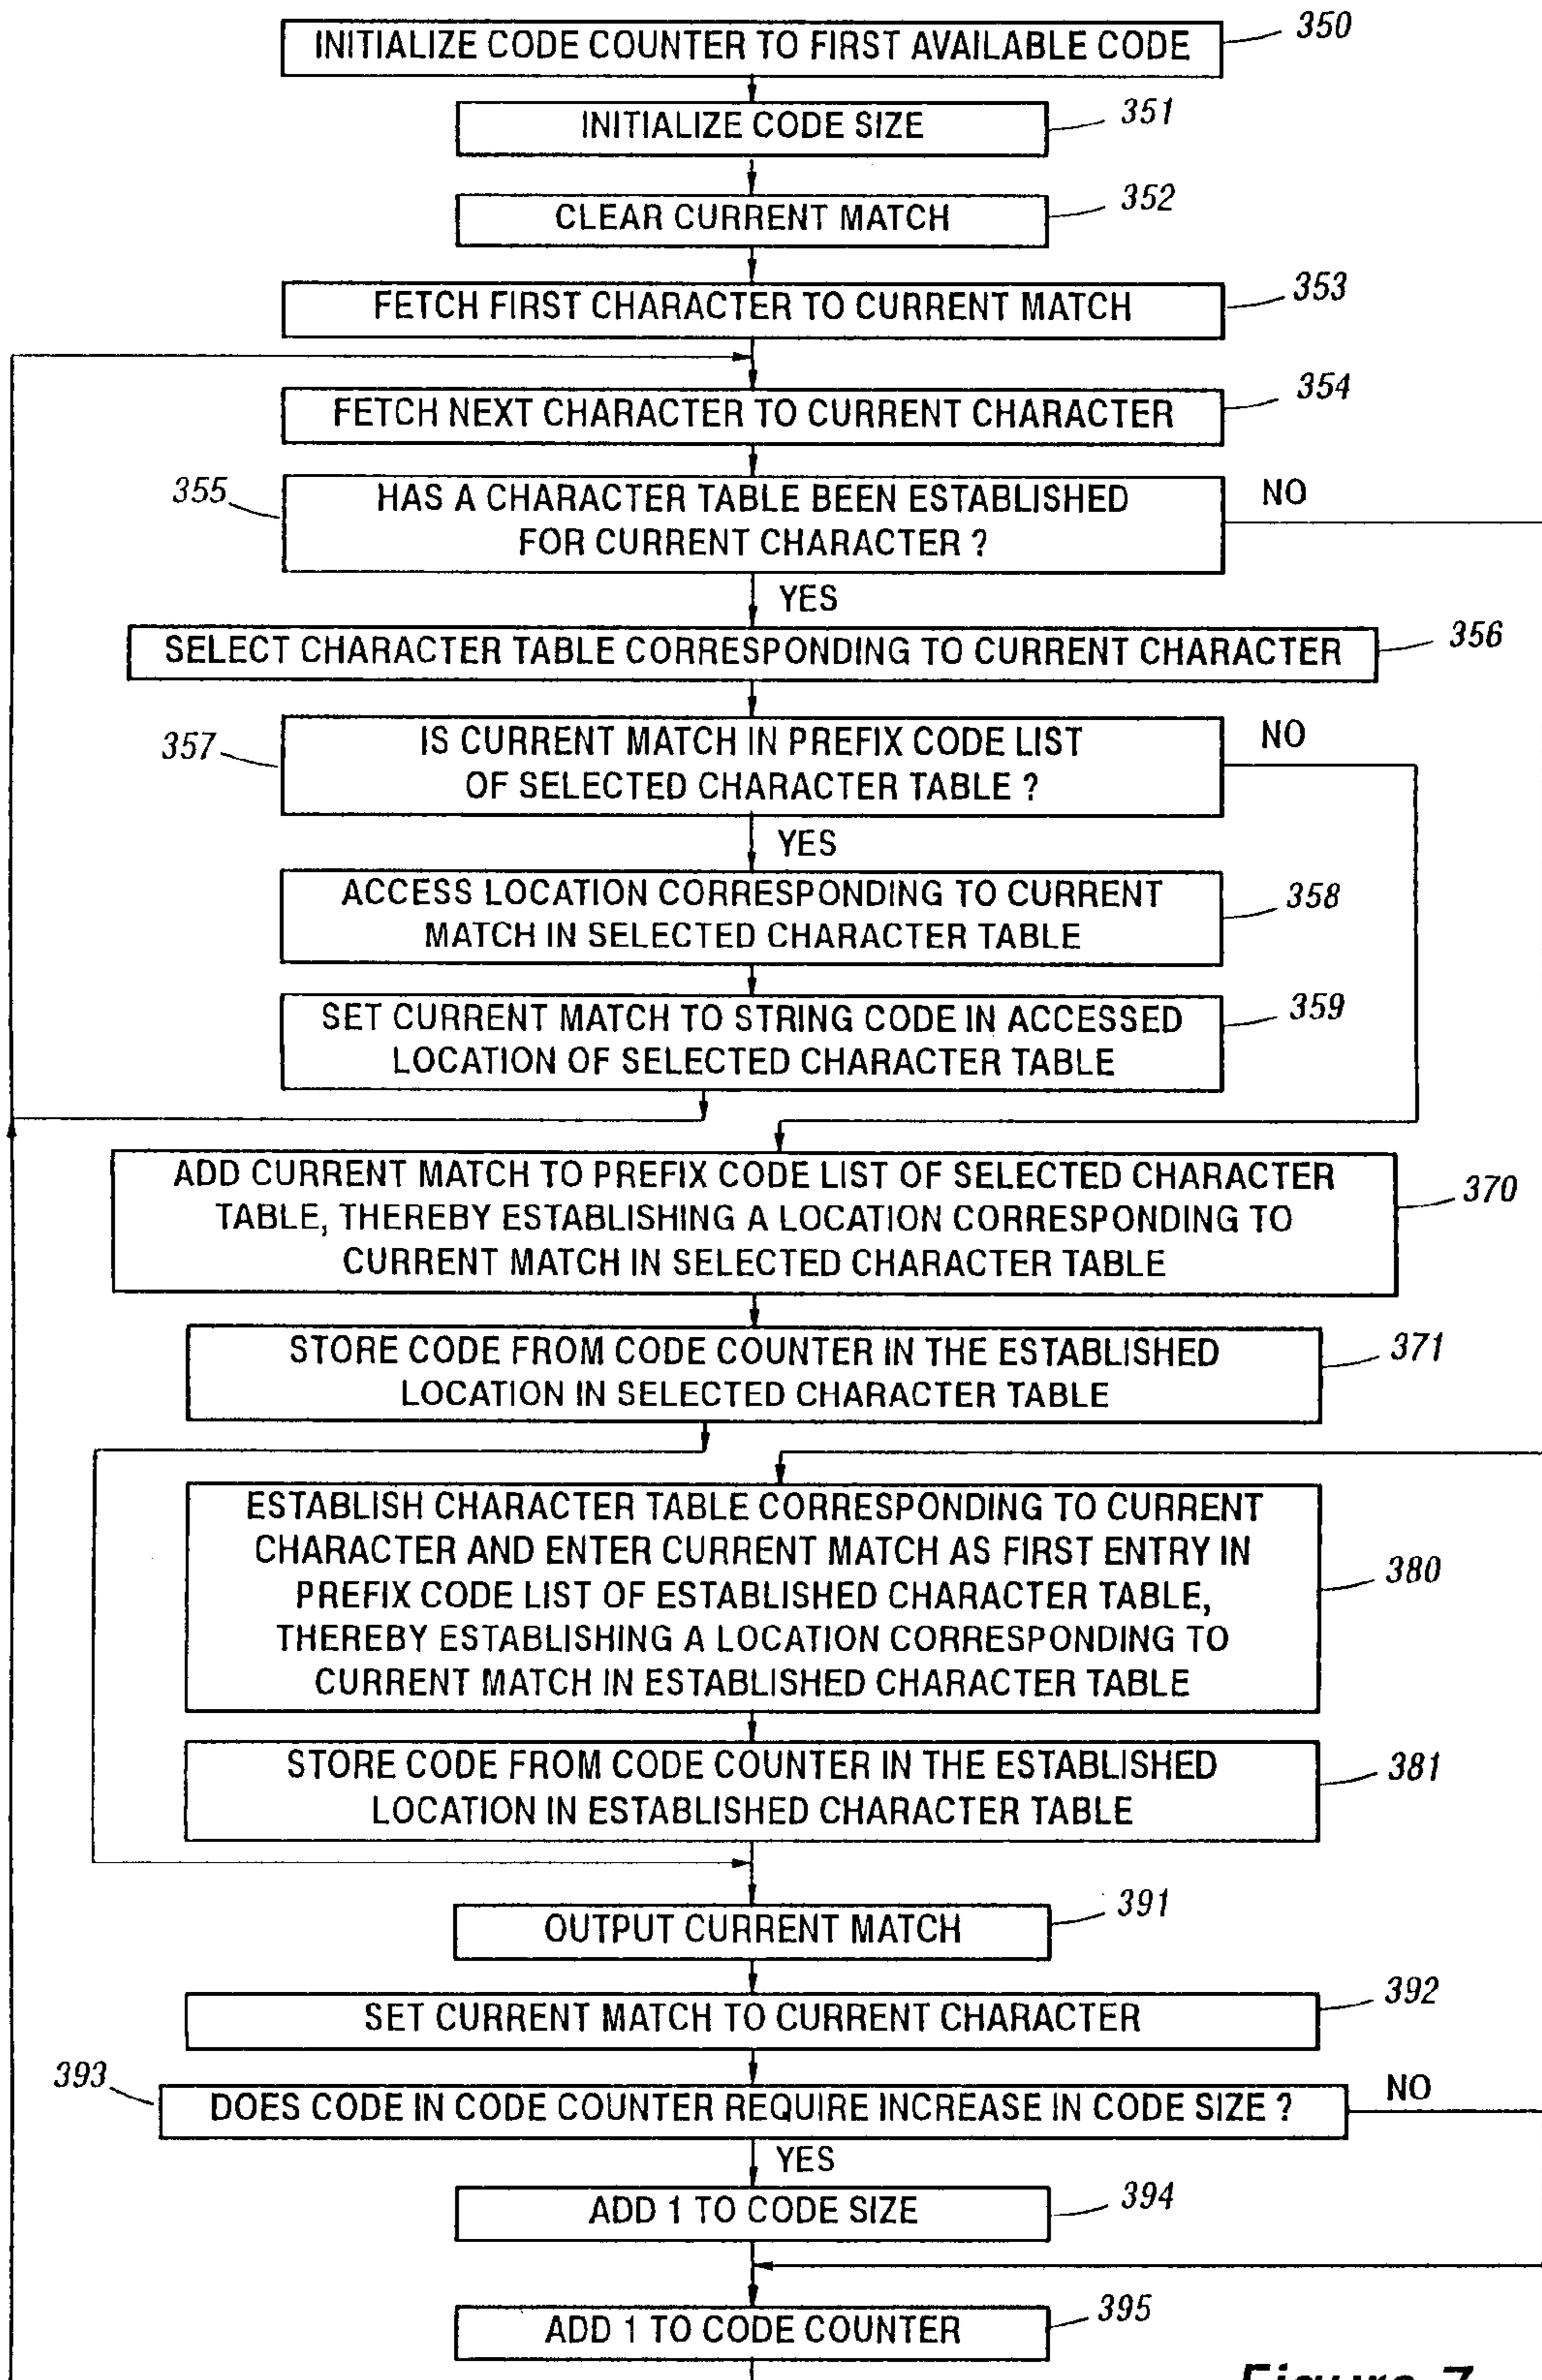 INITIALIZE CODE COUNTER TO FIRST AVAILABLE CODE
350
INITIALIZE CODE SIZE
351
CLEAR CURRENT MATCH
352
FETCH FIRST CHARACTER TO CURRENT MATCH
353
FETCH NEXT CHARACTER TO CURRENT CHARACTER
354
355
HAS A CHARACTER TABLE BEEN ESTABLISHED
FOR CURRENT CHARACTER ?
NO
YES
SELECT CHARACTER TABLE CORRESPONDING TO CURRENT CHARACTER
356
357
IS CURRENT MATCH IN PREFIX CODE LIST
OF SELECTED CHARACTER TABLE ?
NO
YES
ACCESS LOCATION CORRESPONDING TO CURRENT
MATCH IN SELECTED CHARACTER TABLE
358
SET CURRENT MATCH TO STRING CODE IN ACCESSED
LOCATION OF SELECTED CHARACTER TABLE
359
ADD CURRENT MATCH TO PREFIX CODE LIST OF SELECTED CHARACTER
TABLE, THEREBY ESTABLISHING A LOCATION CORRESPONDING TO
CURRENT MATCH IN SELECTED CHARACTER TABLE
370
STORE CODE FROM CODE COUNTER IN THE ESTABLISHED
LOCATION IN SELECTED CHARACTER TABLE
371
ESTABLISH CHARACTER TABLE CORRESPONDING TO CURRENT
CHARACTER AND ENTER CURRENT MATCH AS FIRST ENTRY IN
PREFIX CODE LIST OF ESTABLISHED CHARACTER TABLE,
THEREBY ESTABLISHING A LOCATION CORRESPONDING TO
CURRENT MATCH IN ESTABLISHED CHARACTER TABLE
380
STORE CODE FROM CODE COUNTER IN THE ESTABLISHED
LOCATION IN ESTABLISHED CHARACTER TABLE
381
OUTPUT CURRENT MATCH
391
SET CURRENT MATCH TO CURRENT CHARACTER
392
393
DOES CODE IN CODE COUNTER REQUIRE INCREASE IN CODE SIZE ?
NO
YES
ADD 1 TO CODE SIZE
394
ADD 1 TO CODE COUNTER
395
Figure 7